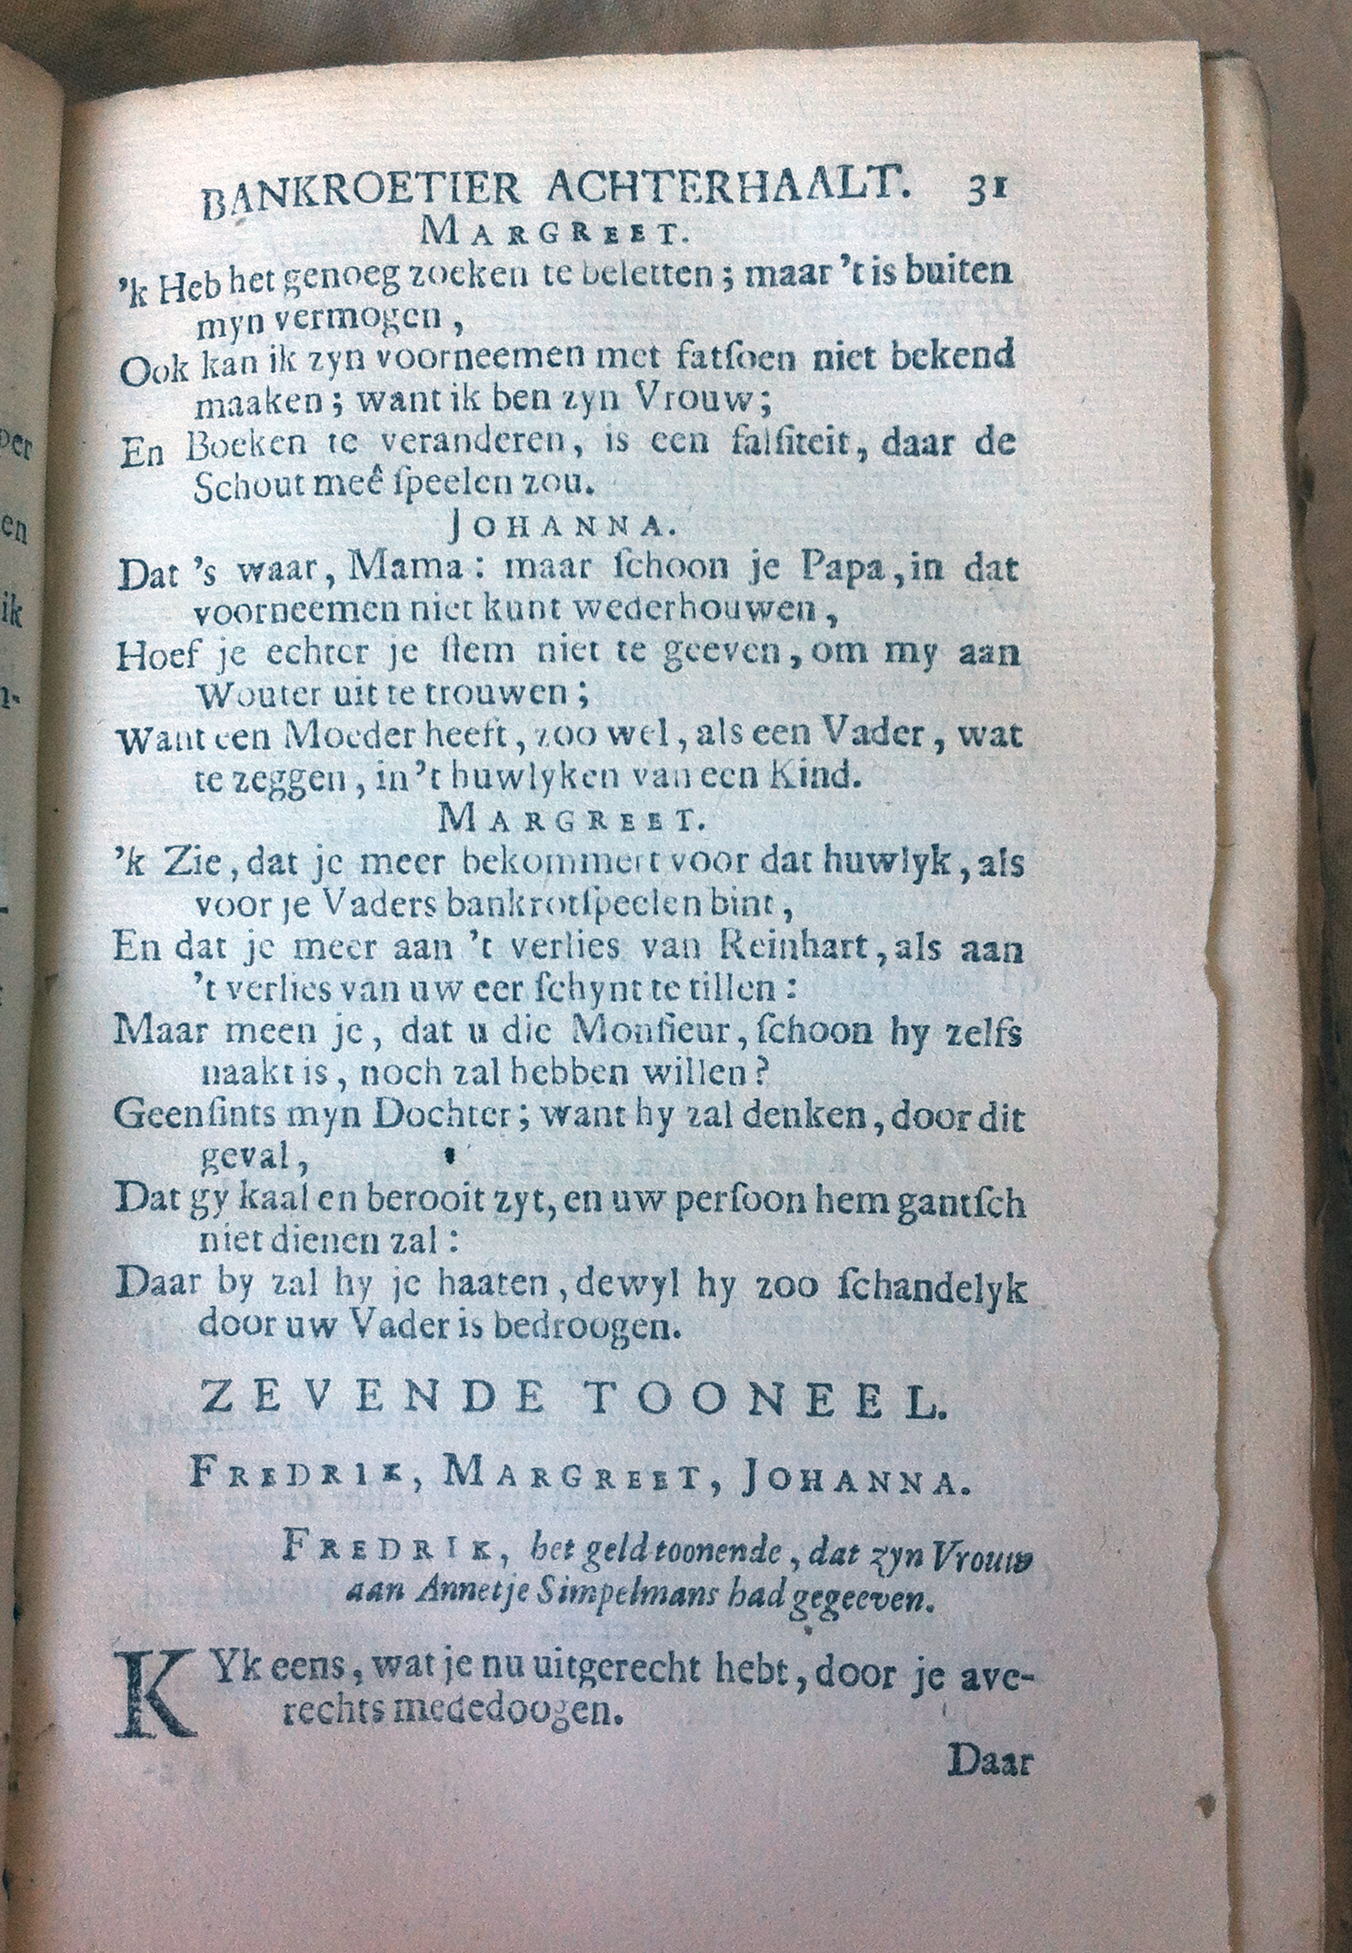 BANKROETIER ACHTERHAALT. 31
MARGREET.
'k Heb het genoeg zoeken te beletten; maar 't is buiten
myn vermogen,
Ook kan ik zyn voorneemen met fatſoen niet bekend
maaken; want ik ben zyn Vrouw;
En Boeken te veranderen, is een falſiteit, daar de
Schout meê ſpeelen zou.
JOHANNA.
Dat 's waar, Mama: maar ſchoon je Papa, in dat
voorneemen niet kunt wederhouwen,
Hoef je echter je ſtem niet te geeven, om my aan
Wouter uit te trouwen;
Want een Moeder heeft, zoo wel, als een Vader, wat
te zeggen, in 't huwlyken van een Kind.
MARGREET.
'k Zie, dat je meer bekommert voor dat huwlyk, als
voor je Vaders bankrotſpeelen bint,
En dat je meer aan 't verlies van Reinhart, als aan
't verlies van uw eer ſchynt te tillen:
Maar meen je, dat u die Monſieur, ſchoon hy zelfs
naakt is, noch zal hebben willen?
Geenſints myn Dochter; want hy zal denken, door dit
geval,
Dat gy kaal en berooit zyt, en uw perſoon hem gantſch
niet dienen zal:
Daar by zal hy je haaten, dewyl hy zoo ſchandelyk
door uw Vader is bedroogen.
ZEVENDE TOONEEL.
FREDRIK, MARGREET, JOHANNA.
FREDRIK, het geld toonende, dat zyn Vrouw
aan Annetje Simpelmans had gegeeven.
KYk eens, wat je nu uitgerecht hebt, door je ave-
rechts mededoogen.
Daar